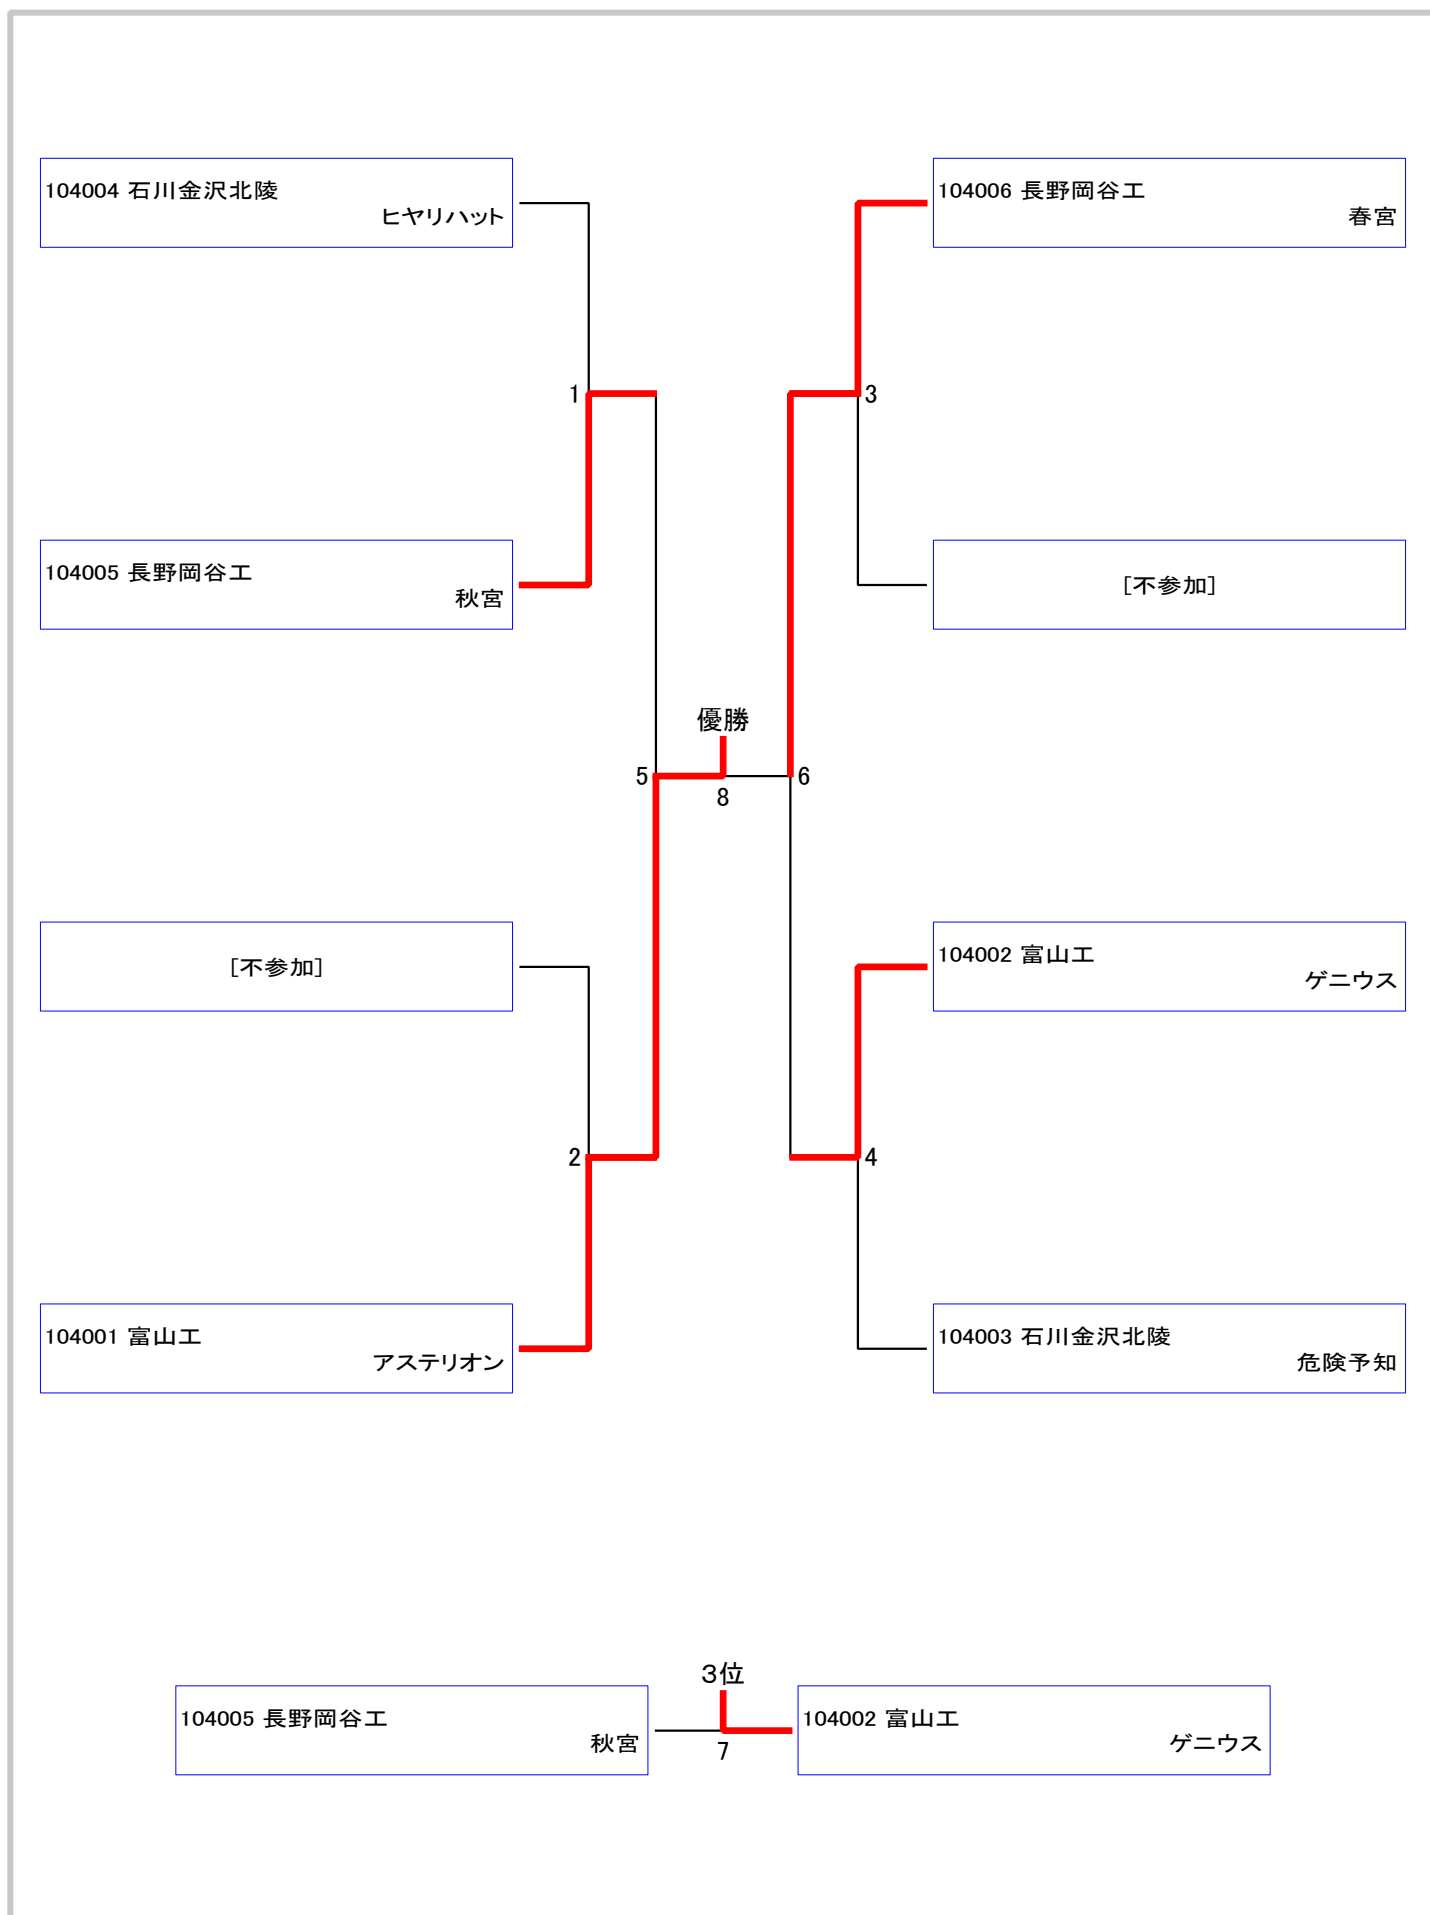 104004 石川金沢北陵
ヒヤリハット
104006 長野岡谷工
春宮
1
3
104005 長野岡谷工
秋宮
[不参加]
優勝
5
8
6
[不参加]
104002 富山工
ゲニウス
2
4
104001 富山工
アステリオン
104003 石川金沢北陵
危険予知
3位
104005 長野岡谷工
秋宮
7
104002 富山工
ゲニウス